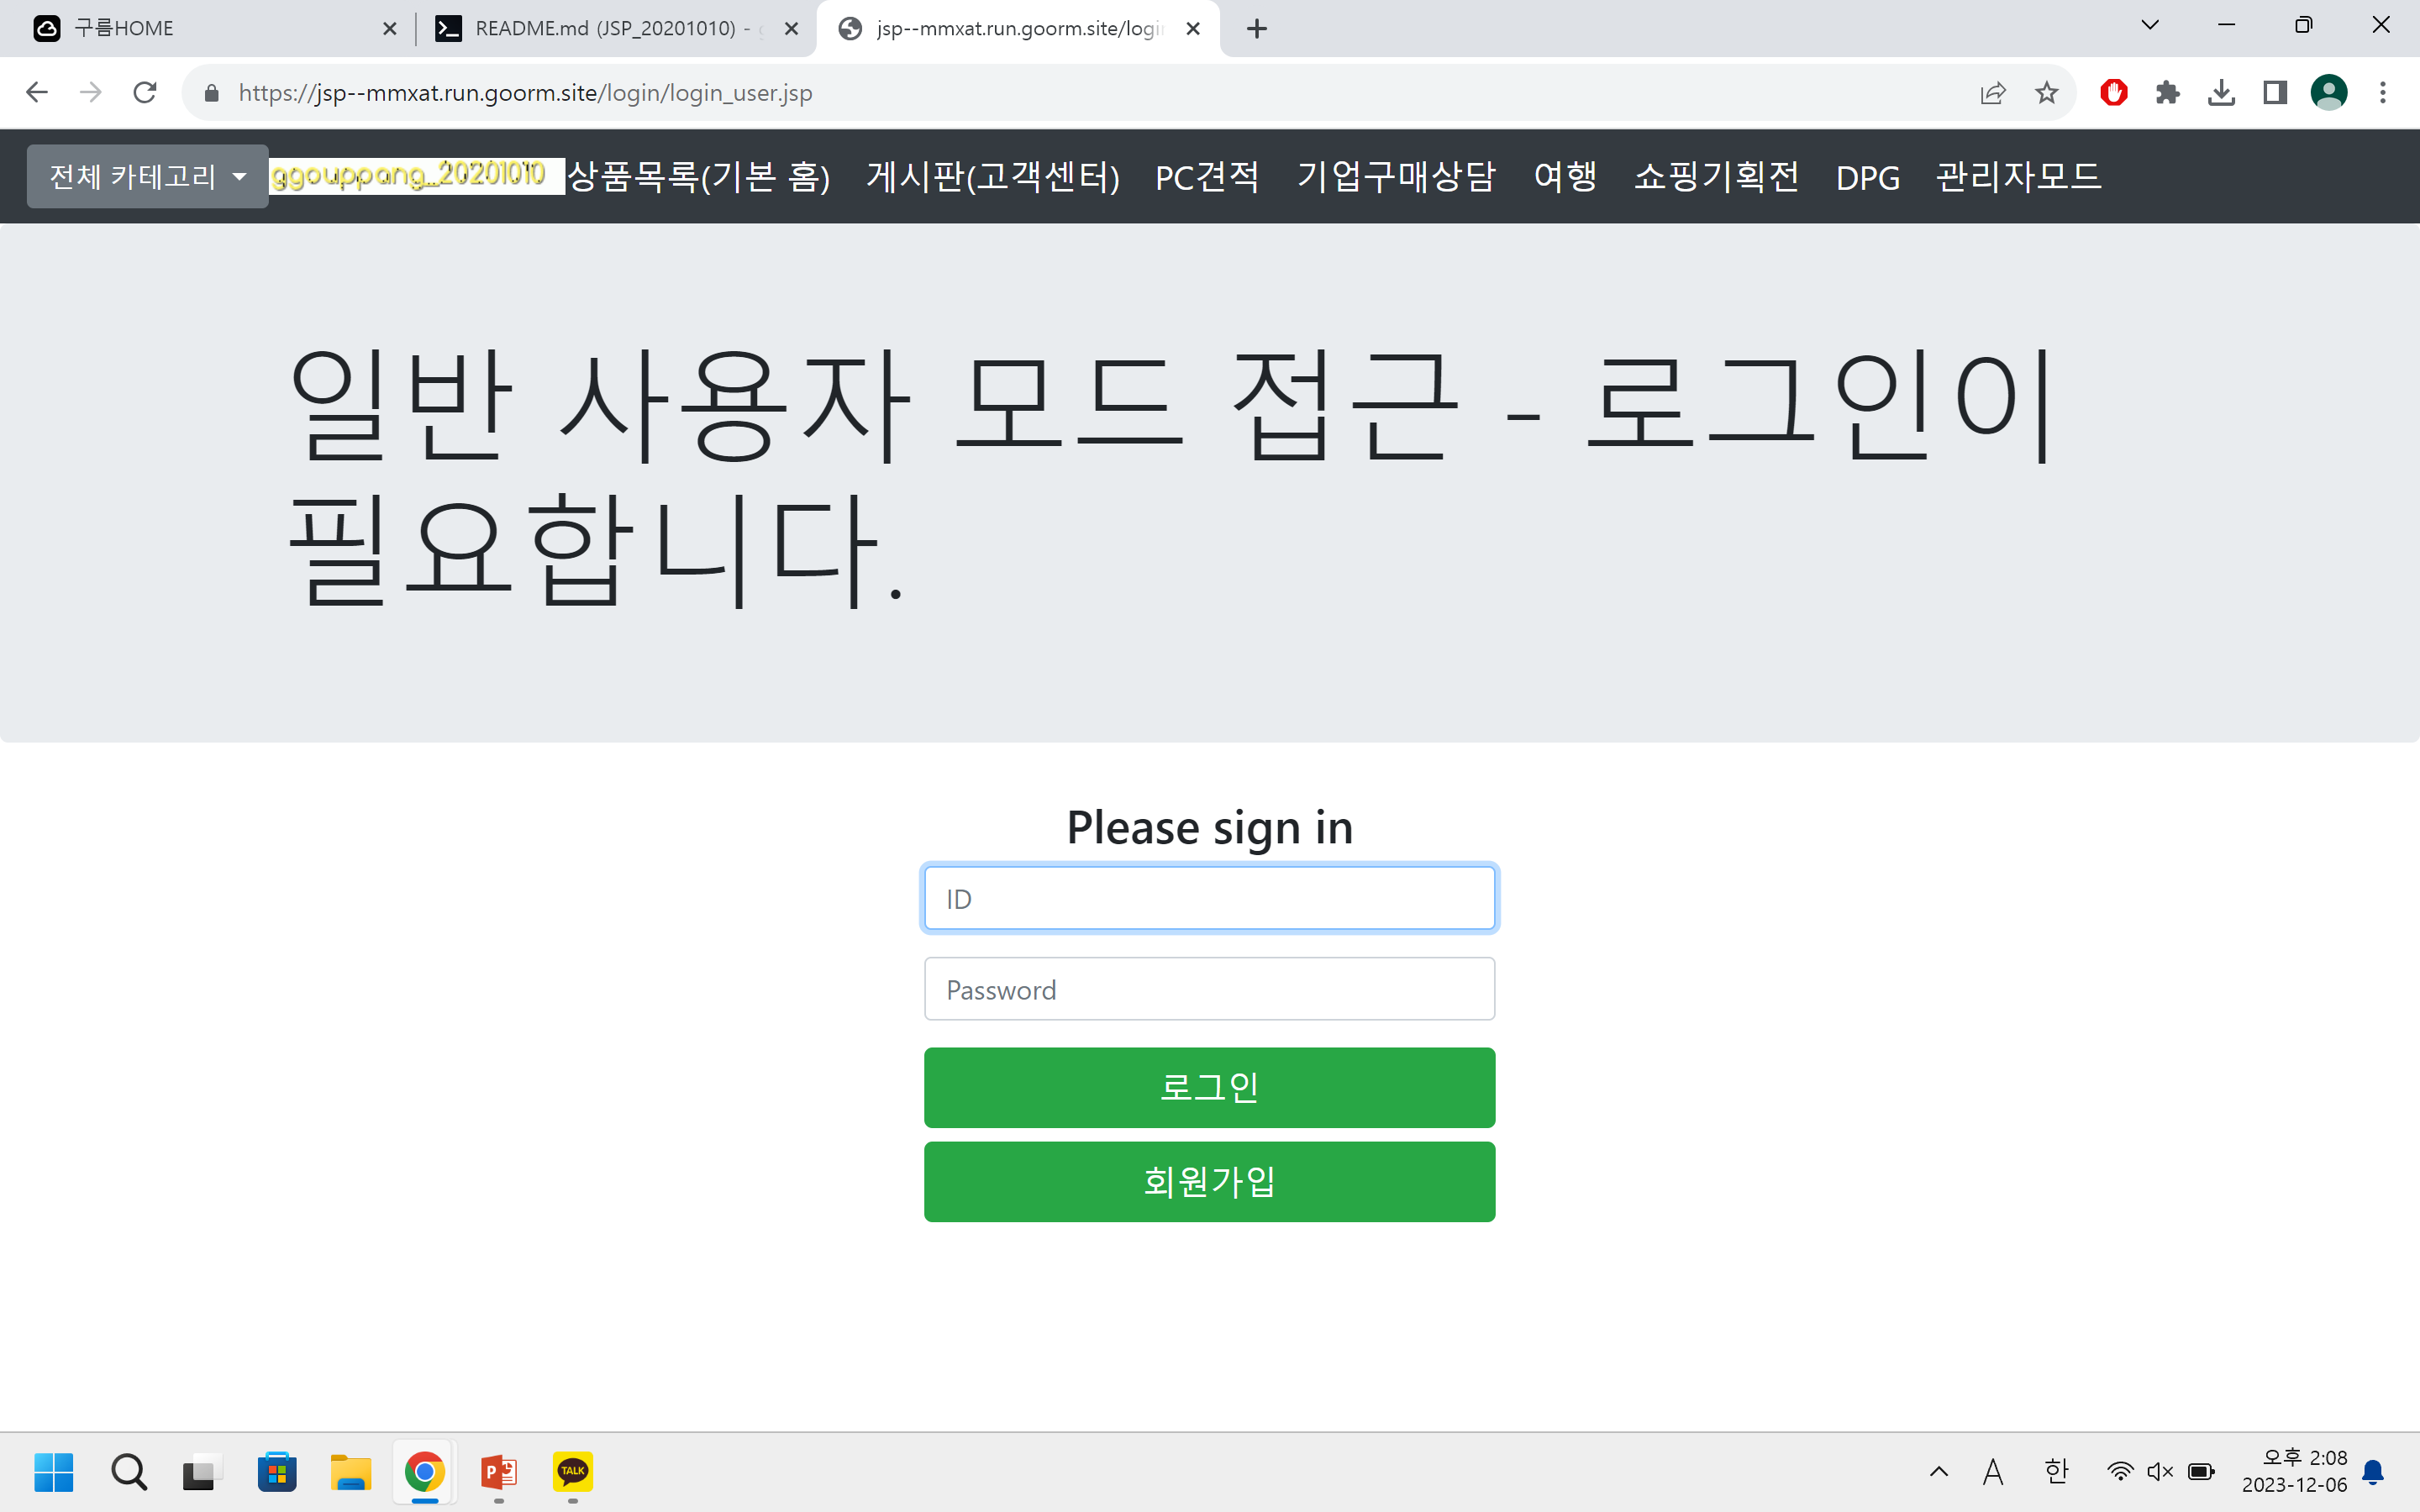 구름HOME
README.md (JSP_20201010) -
jsp--mmxat.run.goorm.site/logi
https://jsp--mmxat.run.goorm.site/login/login_user.jsp
전체 카테고리 ggouppang_20201010 상품목록(기본 홈) 게시판(고객센터) PC견적 기업구매상담 여행 쇼핑기획전 DPG 관리자모드
일반 사용자 모드 접근 - 로그인이
필요합니다.
Please sign in
ID
Password
로그인
회원가입
P
TALK
A 한
오후 2:08
2023-12-06